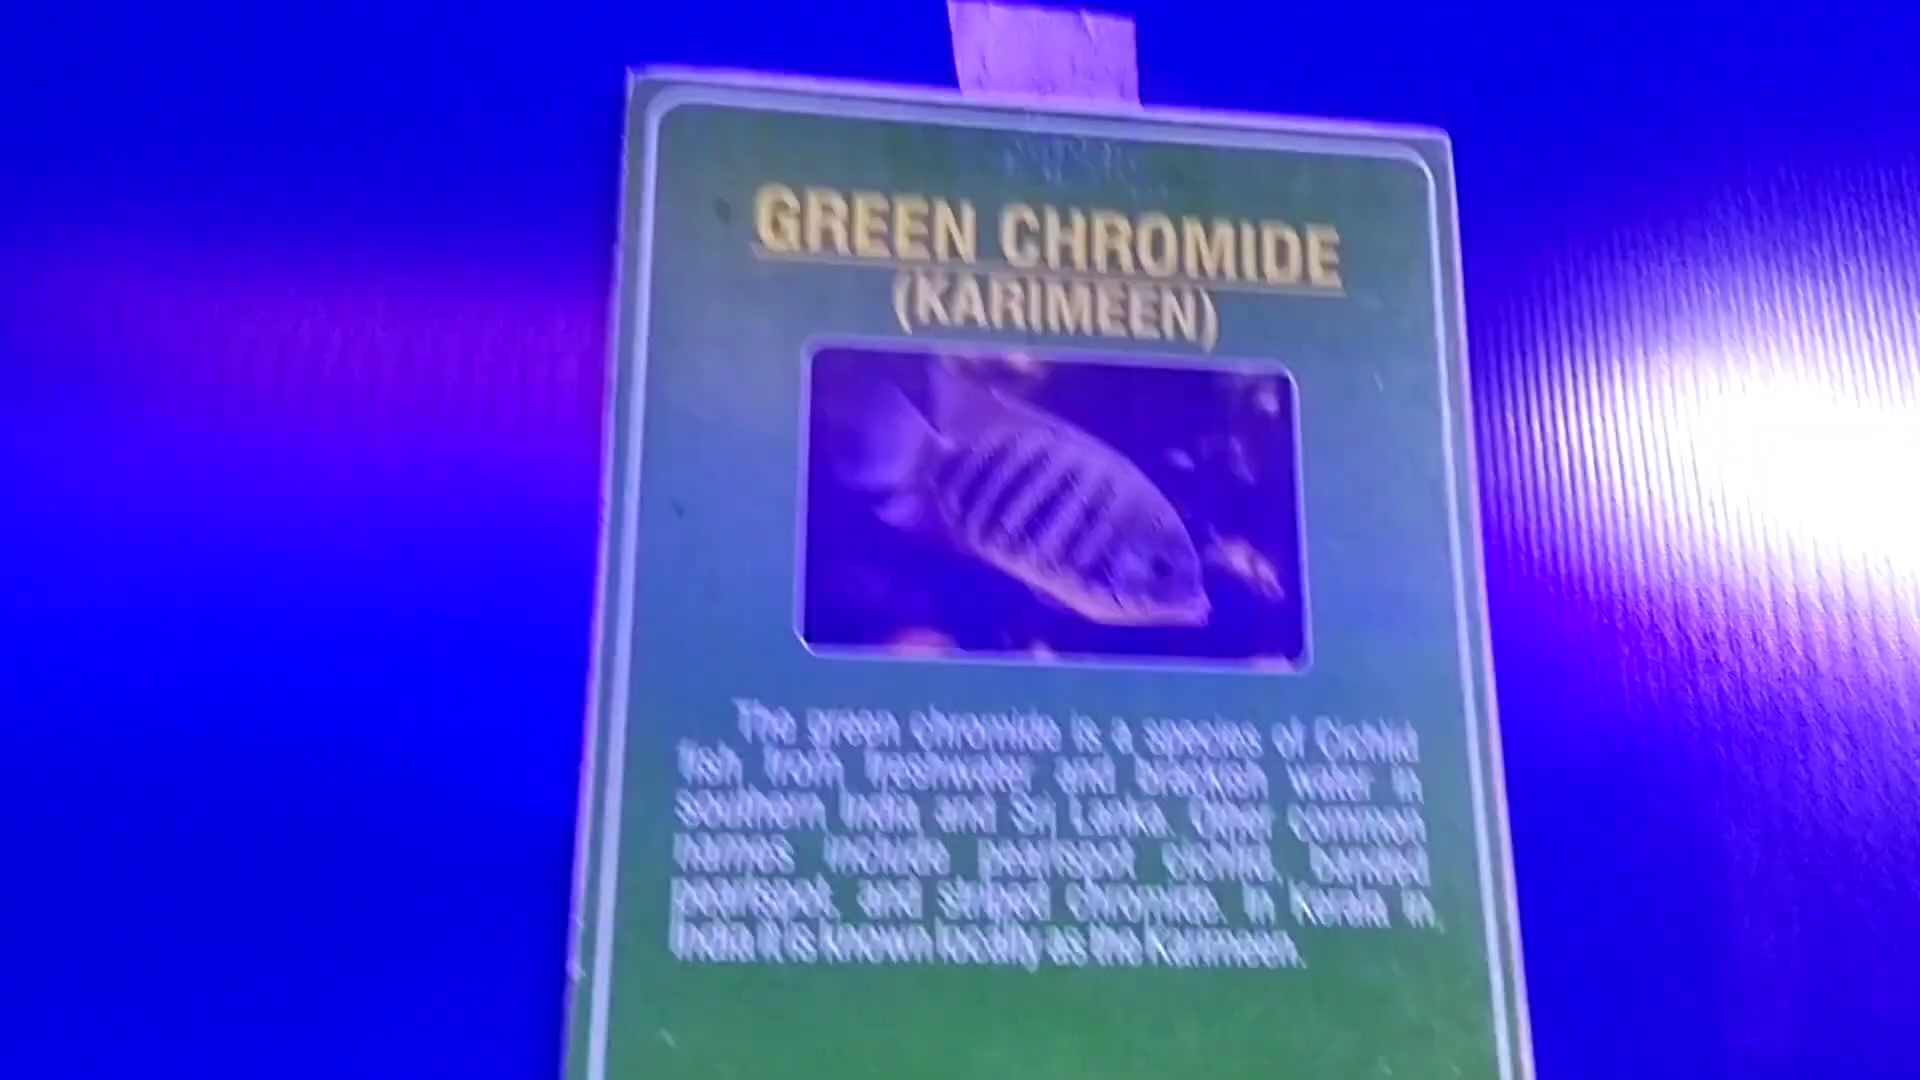 GREEN CHROMIDE
(KARIMEEN)
The green chromide is a species of Cichlid
fish from freshwater and brackish water in
southern India and Sri Lanka. Other common
names include pearlspot cichlid, banded
pearlspot, and striped chromide. In Kerala in,
India it is known locally as the Karimeen.